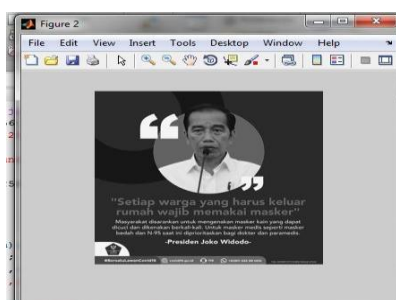 Figure 2
File Edit View Insert Tools Desktop Window Help
"Setiap warga yang harus keluar
rumah wajib memakai masker"
Masyarakat disarankan untuk mengenakan masker kain yang dapat
dicuci dan dikenakan berkali-kali. Untuk masker medis seperti masker
bedah dan N-95 saat ini diprioritaskan bagi dokter dan paramedis.
-Presiden Joko Widodo-
#BersatuLawanCovid19